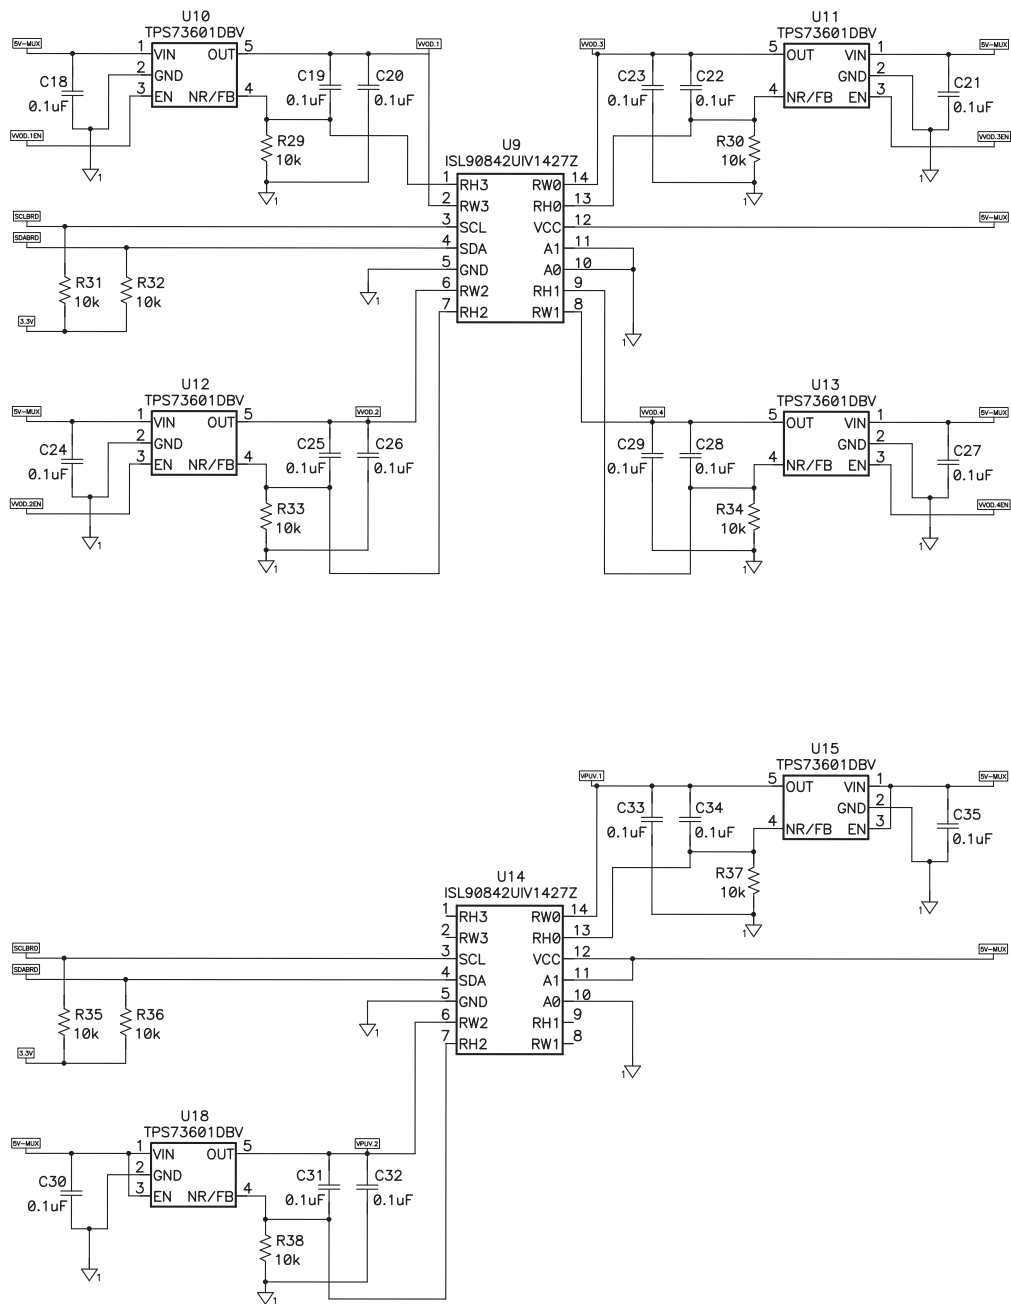 U10
TPS73601DBV
5V-MUX
1 VIN OUT 5
2 GND
3 EN NR/FB 4
C18
0.1uF
VVOD.1EN
1
C19
0.1uF
C20
0.1uF
VVOD.1
R29
10k
1
U11
TPS73601DBV
VVOD.3
5 OUT VIN 1
GND 2
4 NR/FB EN 3
5V-MUX
C23
0.1uF
C22
0.1uF
C21
0.1uF
VVOD.3EN
R30
10k
1
1
U9
ISL90842UIV1427Z
1 RH3 RW0 14
2 RW3 RH0 13
3 SCL VCC 12
4 SDA A1 11
5 GND A0 10
6 RW2 RH1 9
7 RH2 RW1 8
SCLBRD
SDABRD
5V-MUX
R31
10k
R32
10k
3.3V
1
1
U12
TPS73601DBV
5V-MUX
1 VIN OUT 5
2 GND
3 EN NR/FB 4
C24
0.1uF
VVOD.2EN
1
VVOD.2
C25
0.1uF
C26
0.1uF
R33
10k
1
U13
TPS73601DBV
VVOD.4
5 OUT VIN 1
GND 2
4 NR/FB EN 3
5V-MUX
C29
0.1uF
C28
0.1uF
C27
0.1uF
VVOD.4EN
R34
10k
1
1
U15
TPS73601DBV
VPUV.1
5 OUT VIN 1
GND 2
4 NR/FB EN 3
5V-MUX
C33
0.1uF
C34
0.1uF
C35
0.1uF
R37
10k
1
1
U14
ISL90842UIV1427Z
1 RH3 RW0 14
2 RW3 RH0 13
3 SCL VCC 12
4 SDA A1 11
5 GND A0 10
6 RW2 RH1 9
7 RH2 RW1 8
SCLBRD
SDABRD
5V-MUX
R35
10k
R36
10k
3.3V
1
1
U18
TPS73601DBV
5V-MUX
1 VIN OUT 5
2 GND
3 EN NR/FB 4
C30
0.1uF
1
VPUV.2
C31
0.1uF
C32
0.1uF
R38
10k
1